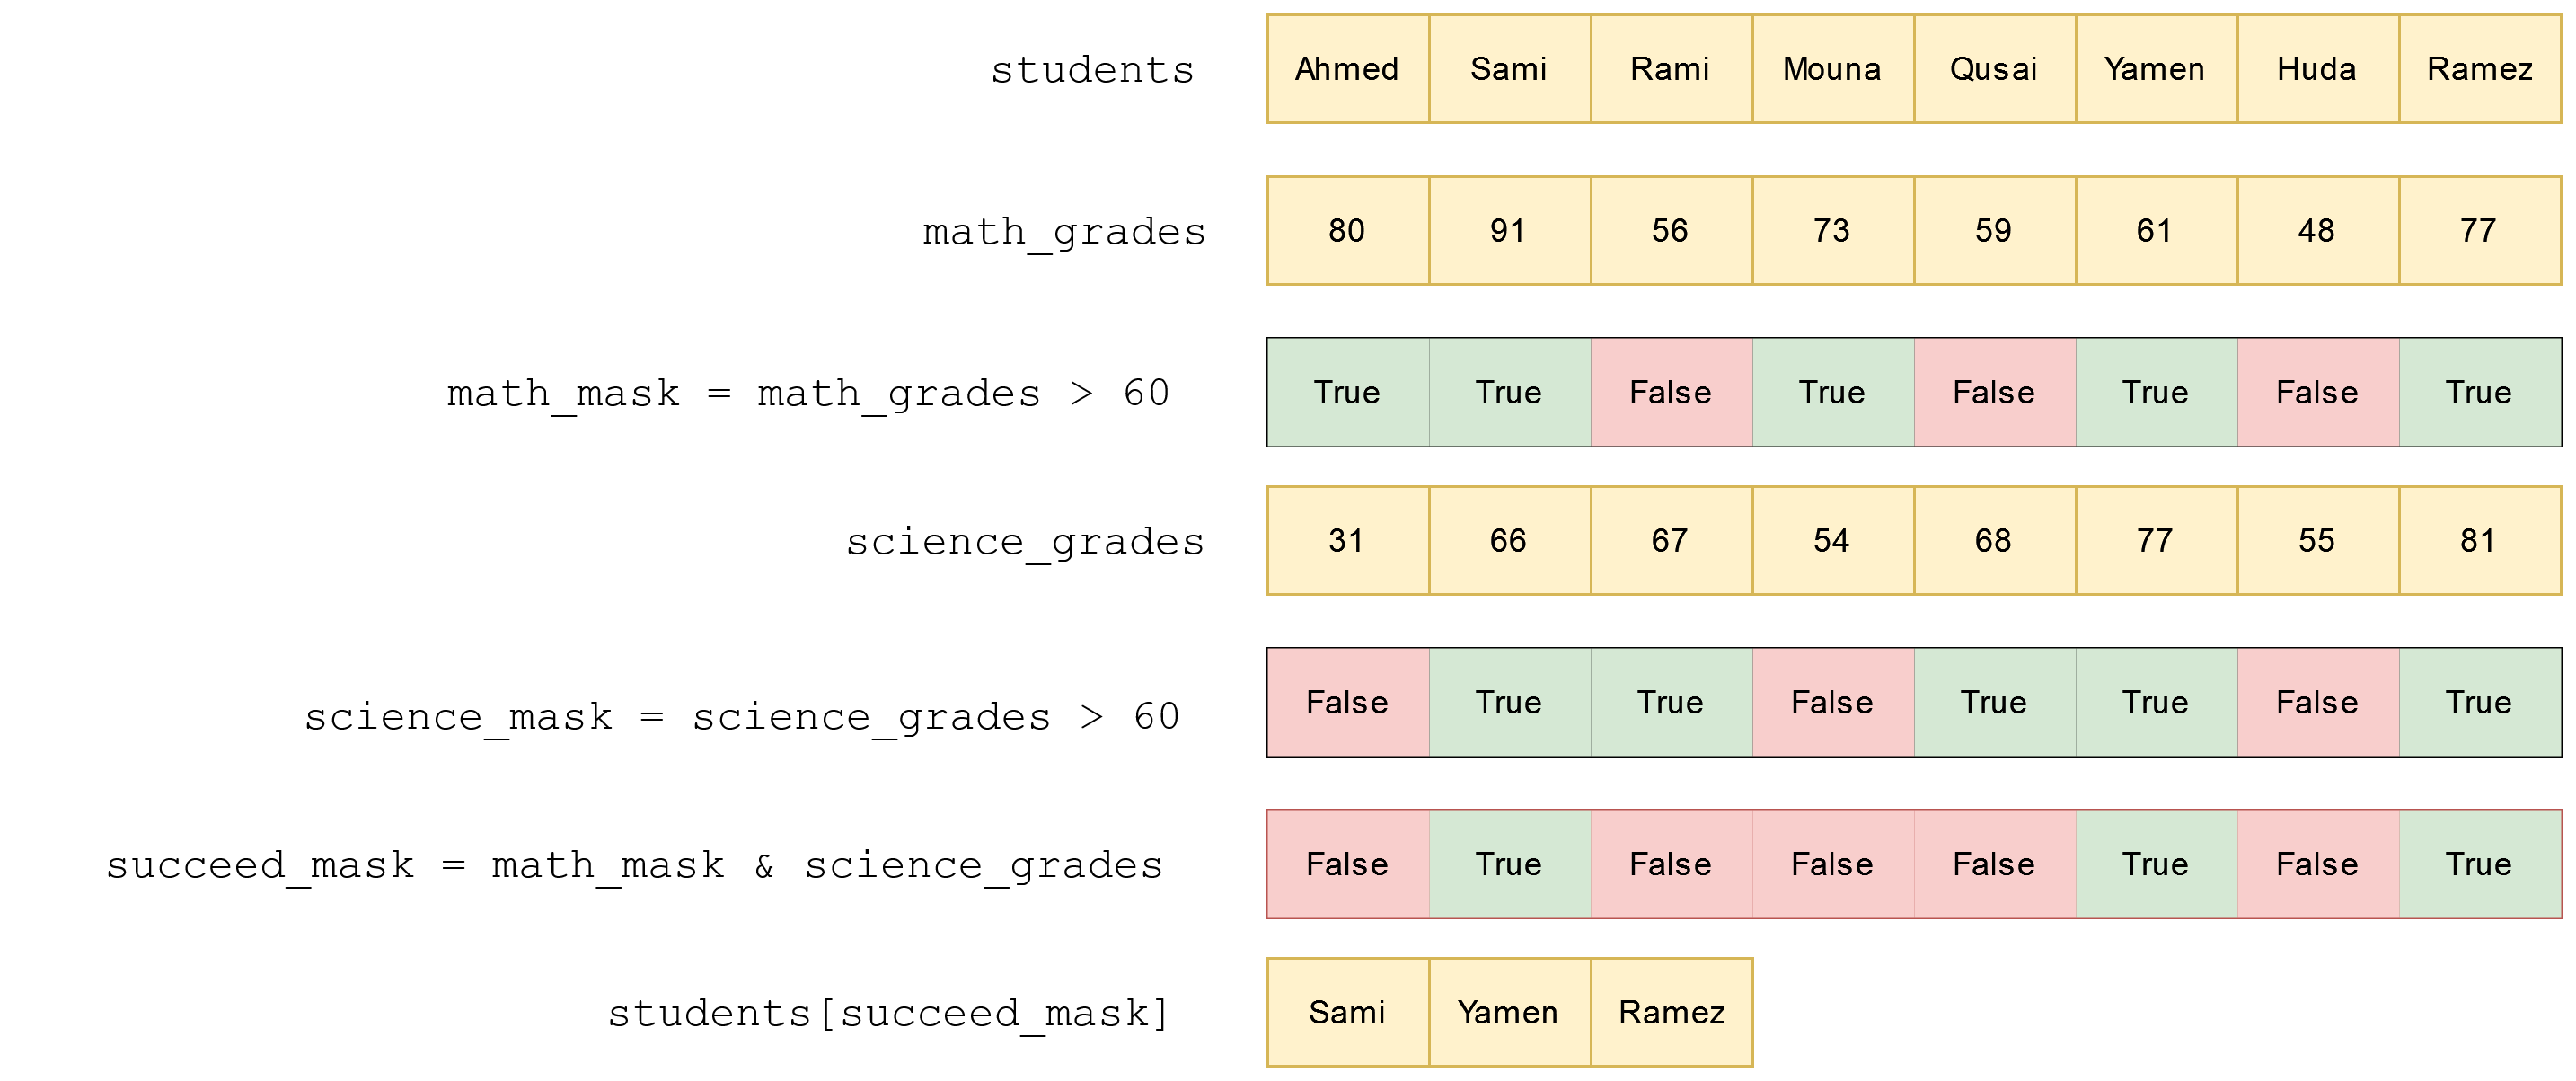 students Ahmed Sami Rami Mouna Qusai Yamen Huda Ramez
math_grades 80 91 56 73 59 61 48 77
math_mask = math_grades > 60 True True False True False True False True
science_grades 31 66 67 54 68 77 55 81
science_mask = science_grades > 60 False True True False True True False True
succeed_mask = math_mask & science_grades False True False False False True False True
students[succeed_mask] Sami Yamen Ramez